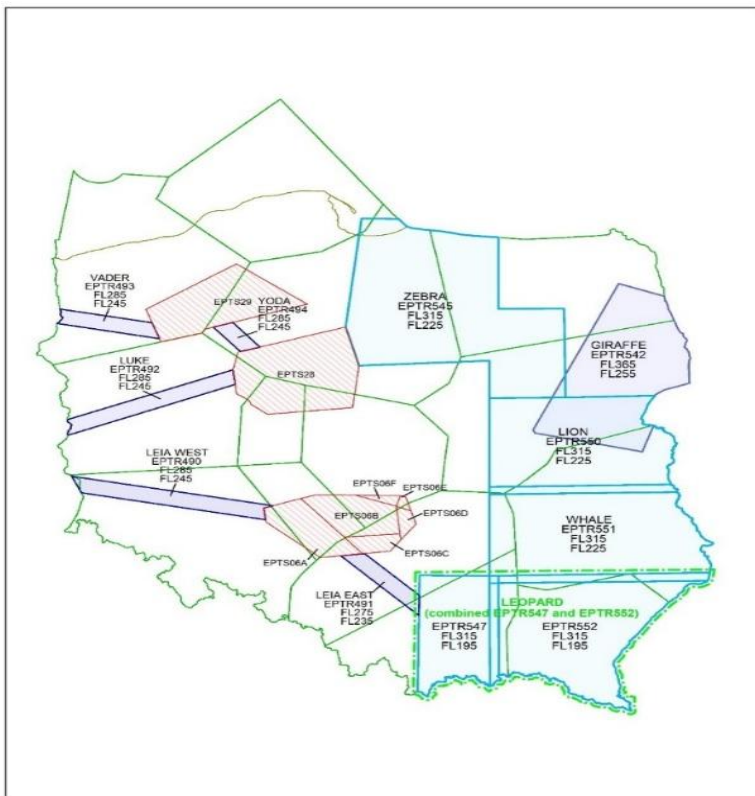 VADER
EPTR493
FL285
FL245
EPTS29
YODA
EPTR494
FL285
FL245
ZEBRA
EPTR545
FL315
FL225
GIRAFFE
EPTR542
FL365
FL255
LUKE
EPTR492
FL285
FL245
EPTS28
LION
EPTR550
FL315
FL225
LEIA WEST
EPTR490
FL285
FL245
EPTS06F
EPTS06E
EPTS06B
EPTS06D
EPTS06A
EPTS06C
WHALE
EPTR551
FL315
FL225
LEIA EAST
EPTR491
FL275
FL235
LEOPARD
(combined EPTR547 and EPTR552)
EPTR547
FL315
FL195
EPTR552
FL315
FL195